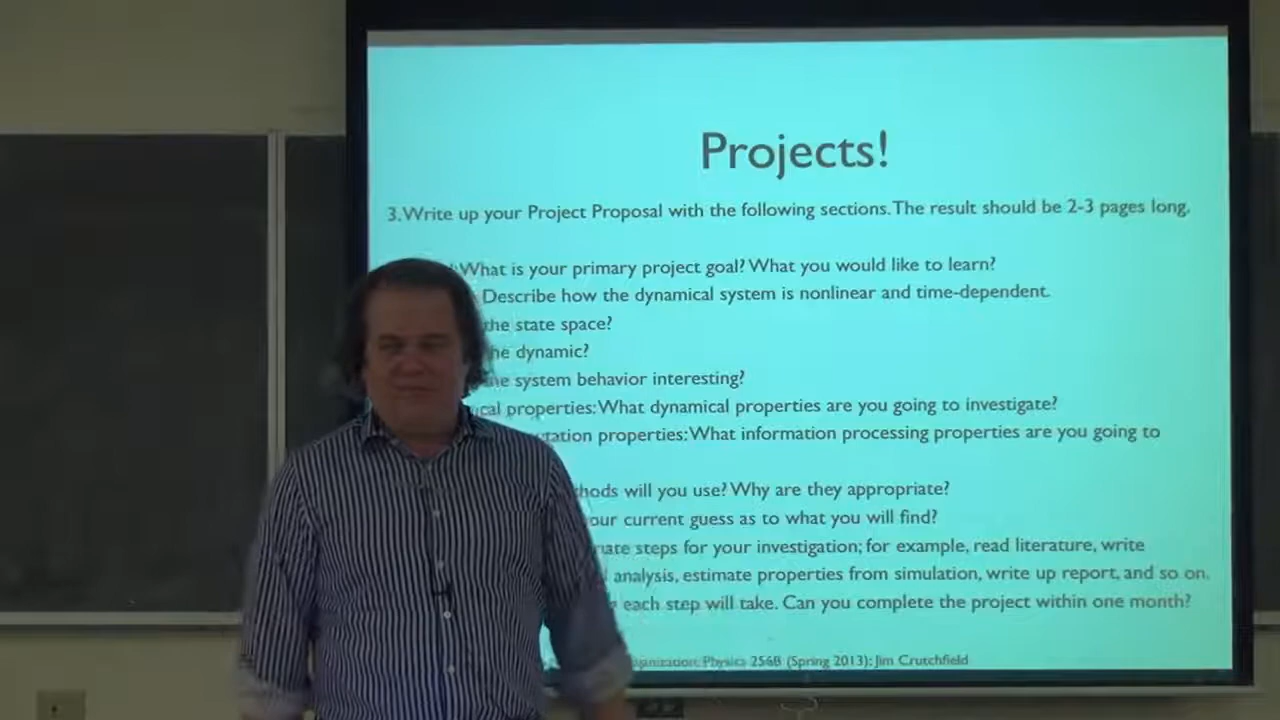 Projects!
3. Write up your Project Proposal with the following sections. The result should be 2-3 pages long.
What is your primary project goal? What you would like to learn?
Describe how the dynamical system is nonlinear and time-dependent.
the state space?
he dynamic?
system behavior interesting?
ical properties: What dynamical properties are you going to investigate?
tation properties: What information processing properties are you going to
hods will you use? Why are they appropriate?
our current guess as to what you will find?
steps for your investigation; for example, read literature, write
analysis, estimate properties from simulation, write up report, and so on.
each step will take. Can you complete the project within one month?
Physics 256B (Spring 2013): Jim Crutchfield